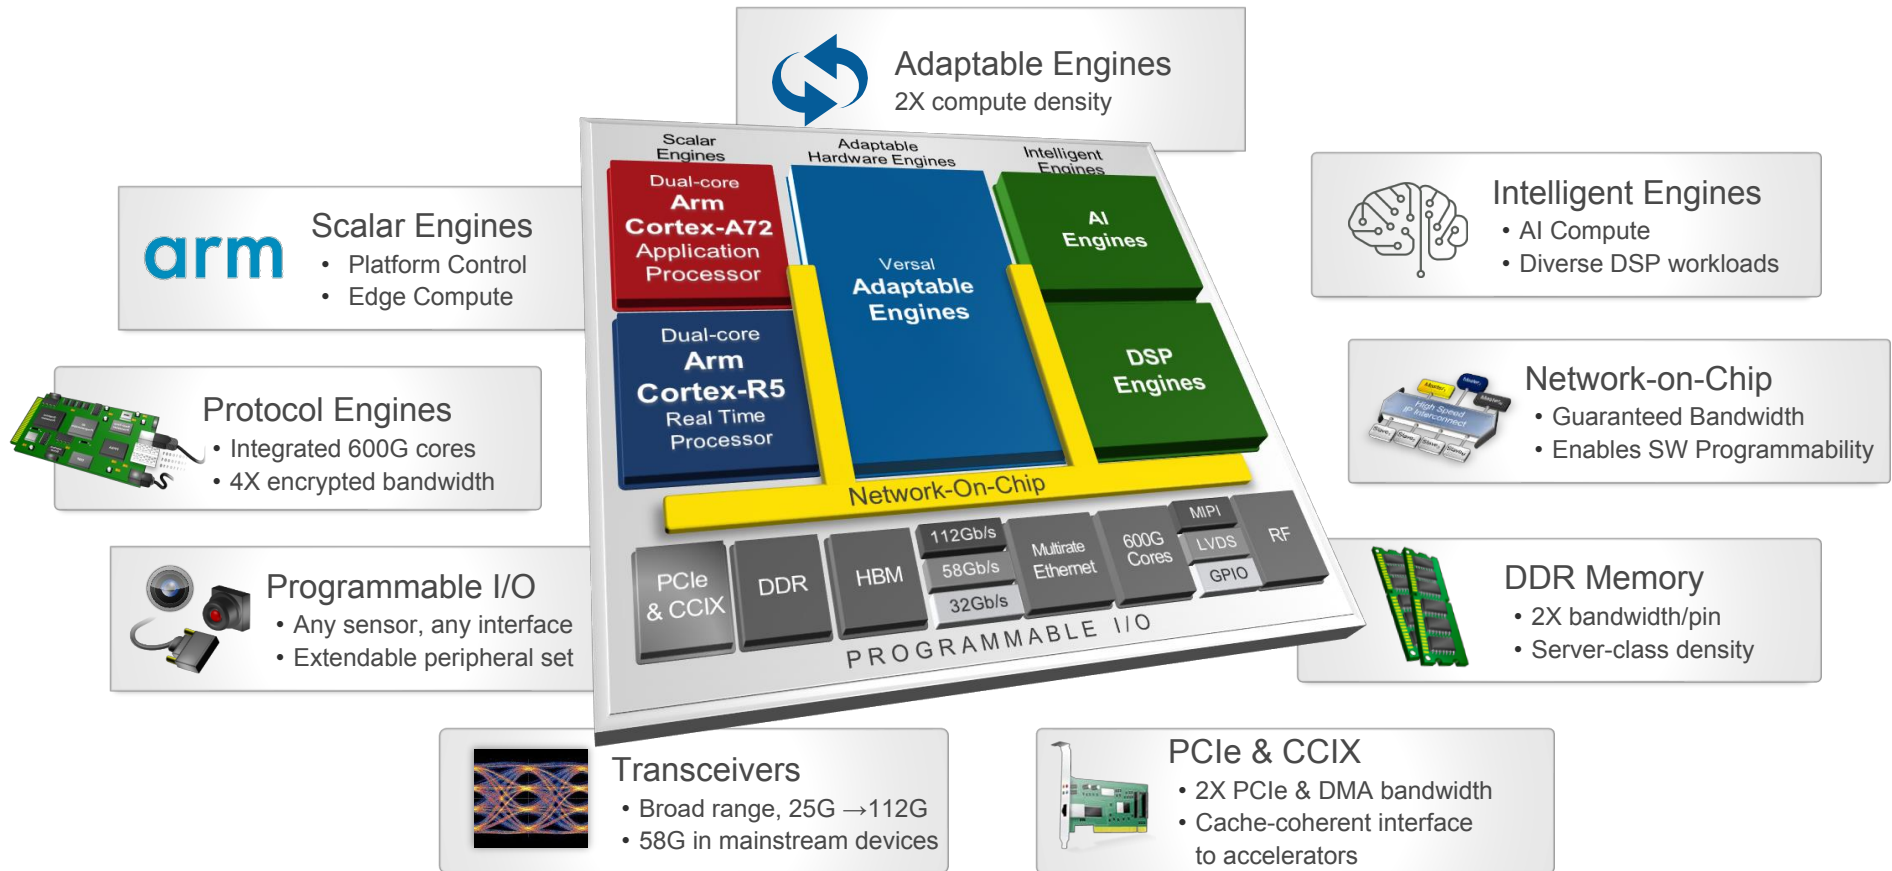 Adaptable Engines
2X compute density
Scalar
Engines
Adaptable
Hardware Engines
Intelligent
Engines
Dual-core
Arm
Cortex-A72
Application
Processor
Dual-core
Arm
Cortex-R5
Real Time
Processor
Versal
Adaptable
Engines
AI
Engines
DSP
Engines
Network-On-Chip
PCIe
& CCIX
DDR
HBM
112Gb/s
58Gb/s
32Gb/s
Multirate
Ethernet
600G
Cores
MIPI
LVDS
GPIO
RF
PROGRAMMABLE I/O
arm
Scalar Engines
• Platform Control
• Edge Compute
Protocol Engines
• Integrated 600G cores
• 4X encrypted bandwidth
Programmable I/O
• Any sensor, any interface
• Extendable peripheral set
Transceivers
• Broad range, 25G →112G
• 58G in mainstream devices
PCIe & CCIX
• 2X PCIe & DMA bandwidth
• Cache-coherent interface
to accelerators
Intelligent Engines
• AI Compute
• Diverse DSP workloads
High Speed
IP Interconnect
Network-on-Chip
• Guaranteed Bandwidth
• Enables SW Programmability
DDR Memory
• 2X bandwidth/pin
• Server-class density